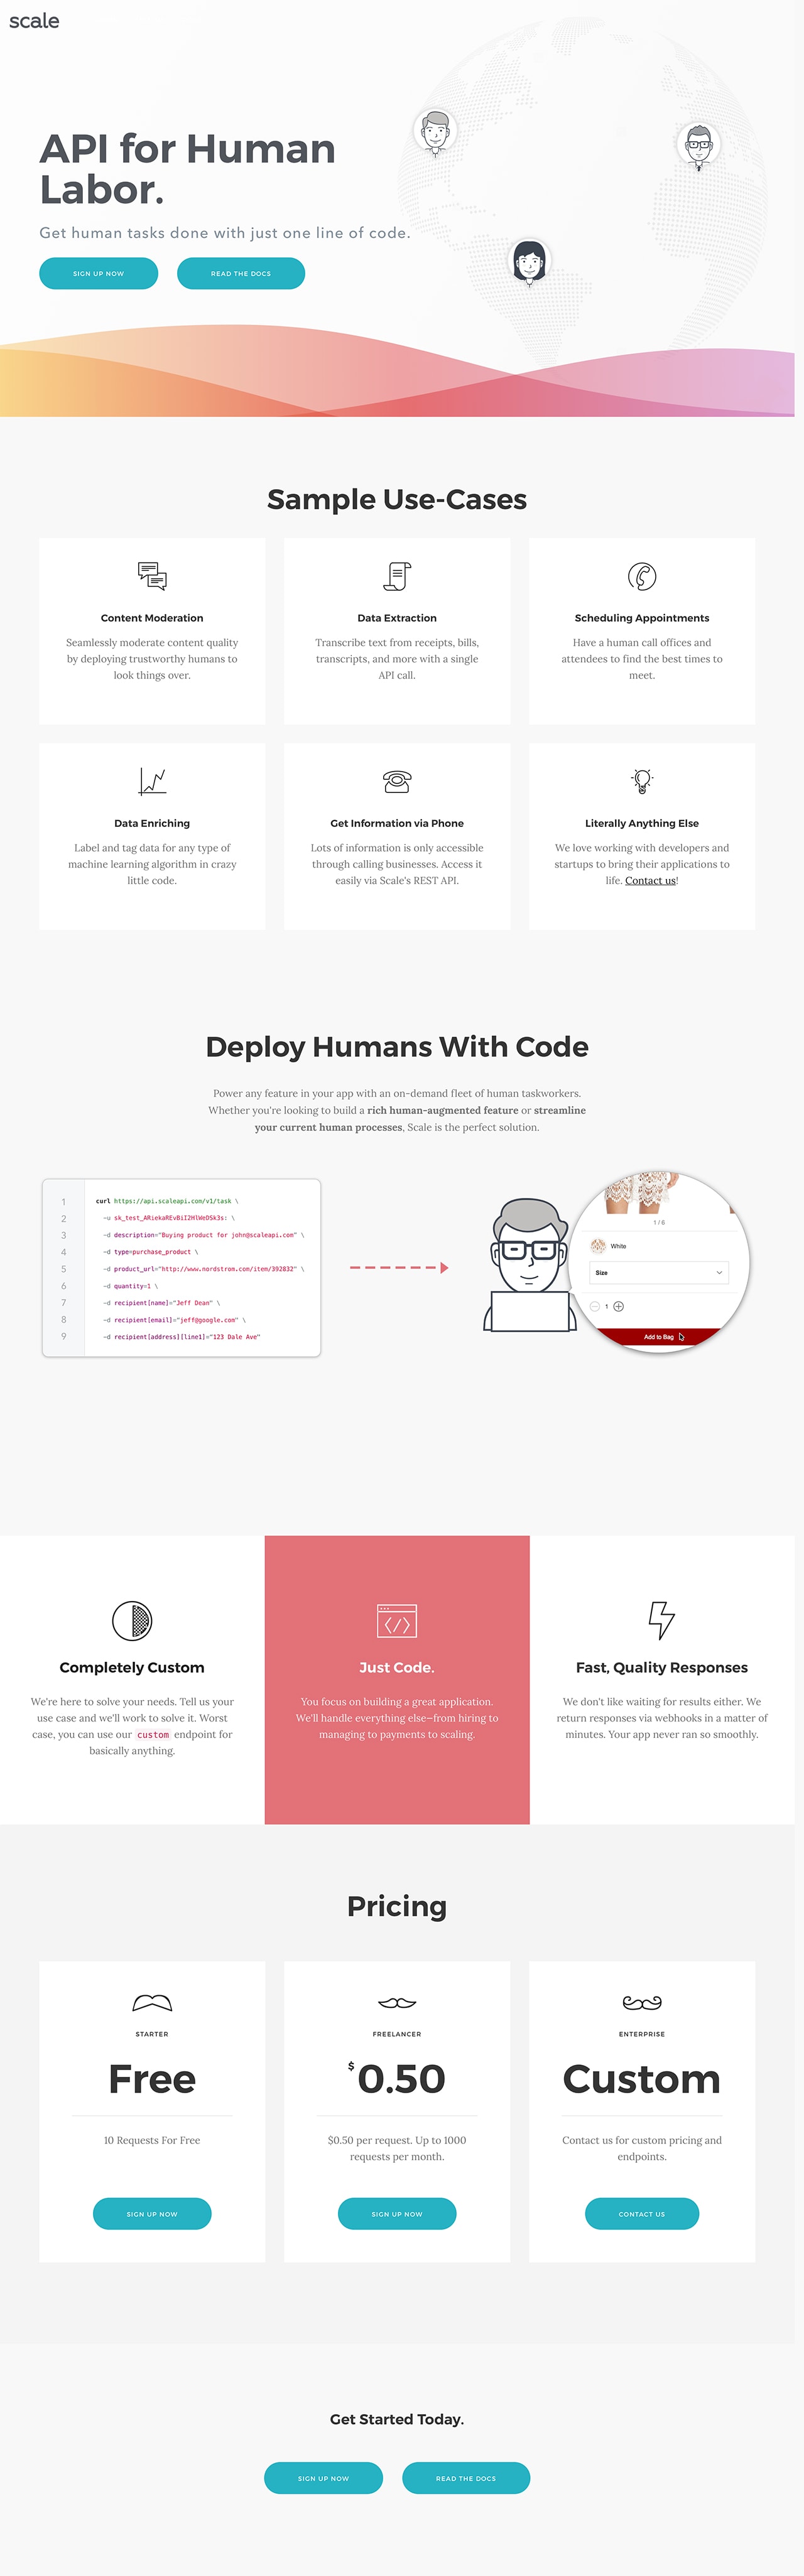 scale
API for Human
Labor.
Get human tasks done with just one line of code.
SIGN UP NOW
READ THE DOCS
Sample Use-Cases
Content Moderation
Seamlessly moderate content quality
by deploying trustworthy humans to
look things over.
Data Extraction
Transcribe text from receipts, bills,
transcripts, and more with a single
API call.
Scheduling Appointments
Have a human call offices and
attendees to find the best times to
meet.
Data Enriching
Label and tag data for any type of
machine learning algorithm in crazy
little code.
Get Information via Phone
Lots of information is only accessible
through calling businesses. Access it
easily via Scale's REST API.
Literally Anything Else
We love working with developers and
startups to bring their applications to
life. Contact us!
Deploy Humans With Code
Power any feature in your app with an on-demand fleet of human taskworkers.
Whether you're looking to build a rich human-augmented feature or streamline
your current human processes, Scale is the perfect solution.
1 curl https://api.scaleapi.com/v1/task \
2 -u sk_test_ARiekaREvBiI2HlWeDSk3s: \
3 -d description="Buying product for john@scaleapi.com" \
4 -d type=purchase_product \
5 -d product_url="http://www.nordstrom.com/item/392832" \
6 -d quantity=1 \
7 -d recipient[name]="Jeff Dean" \
8 -d recipient[email]="jeff@google.com" \
9 -d recipient[address][line1]="123 Dale Ave"
1 / 6
White
Size
1
Add to Bag
Completely Custom
We're here to solve your needs. Tell us your
use case and we'll work to solve it. Worst
case, you can use our custom endpoint for
basically anything.
Just Code.
You focus on building a great application.
We'll handle everything else—from hiring to
managing to payments to scaling.
Fast, Quality Responses
We don't like waiting for results either. We
return responses via webhooks in a matter of
minutes. Your app never ran so smoothly.
Pricing
STARTER
Free
10 Requests For Free
SIGN UP NOW
FREELANCER
$0.50
$0.50 per request. Up to 1000
requests per month.
SIGN UP NOW
ENTERPRISE
Custom
Contact us for custom pricing and
endpoints.
CONTACT US
Get Started Today.
SIGN UP NOW
READ THE DOCS